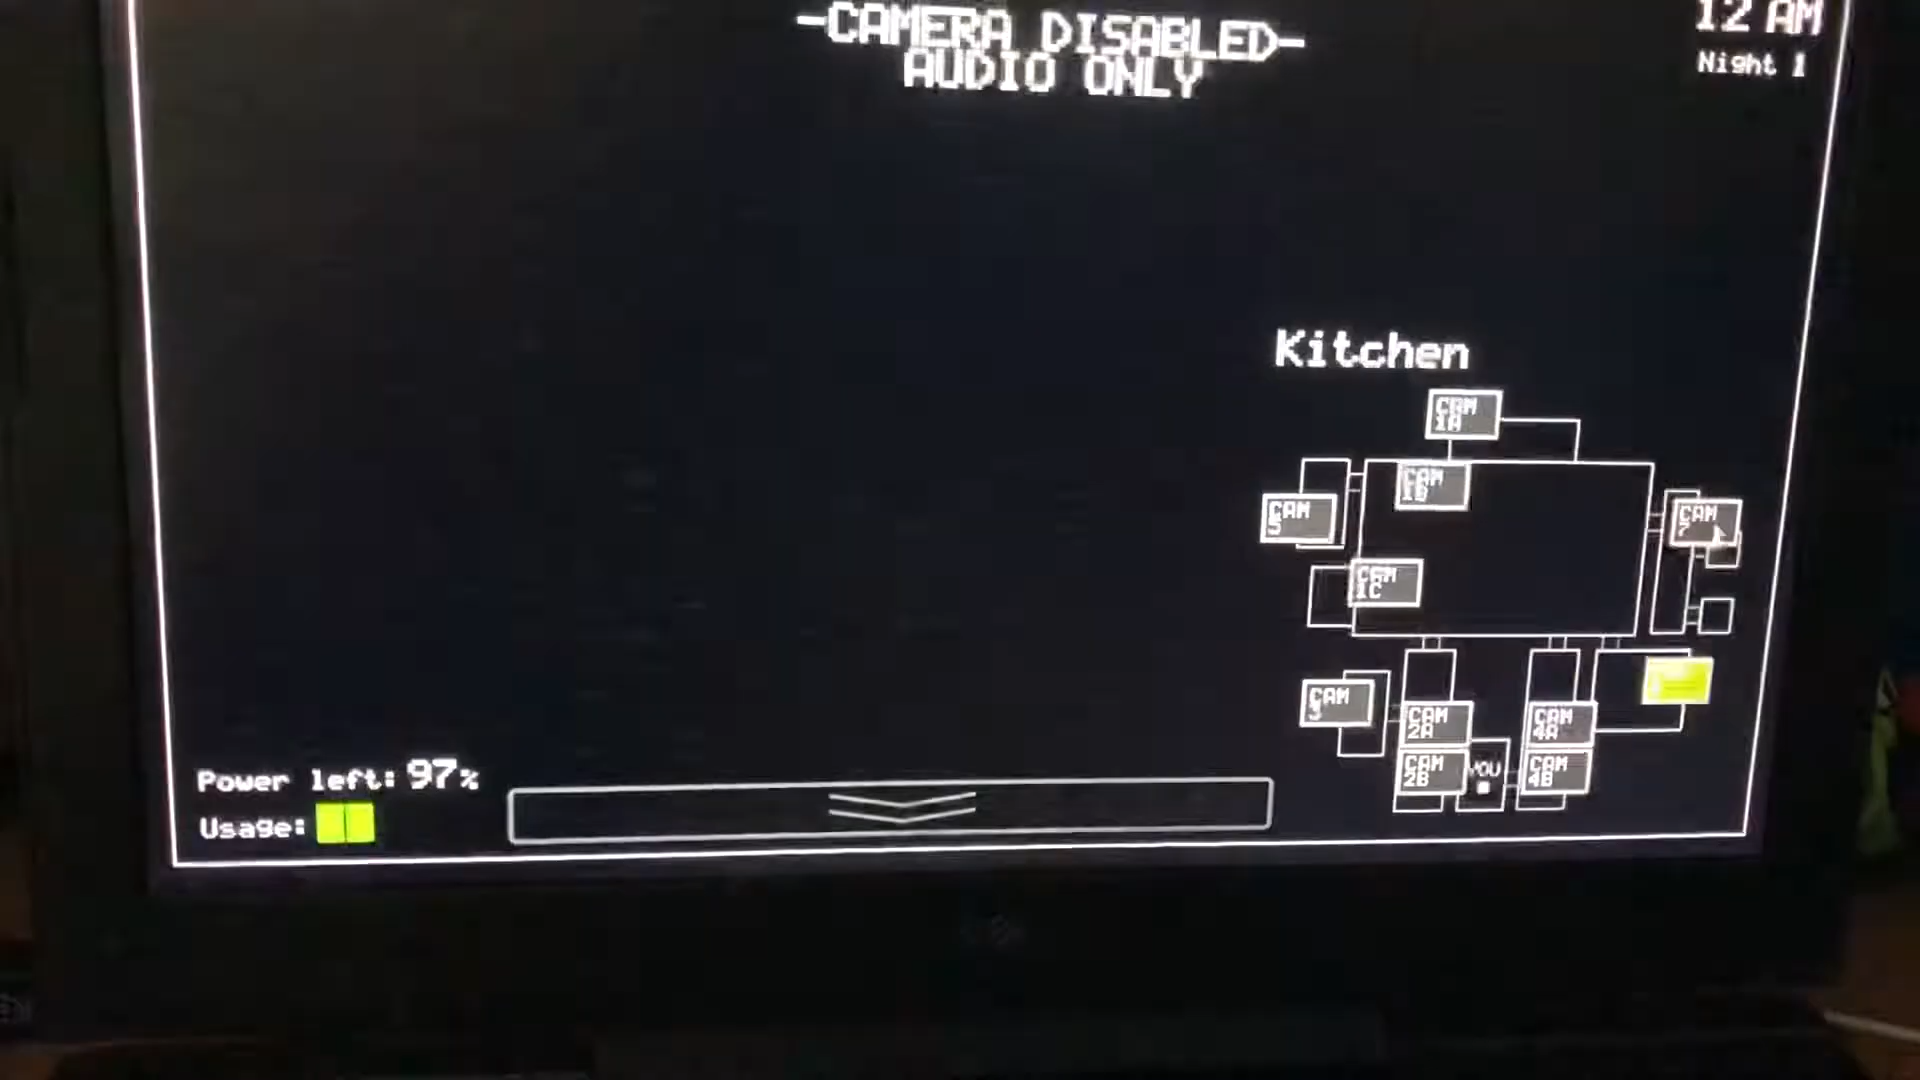 -CAMERA DISABLED-
AUDIO ONLY
12 AM
Night 1
Kitchen
CAM
1A
CAM
1B
CAM
5
CAM
7
CAM
1C
CAM
3
CAM
2A
CAM
4A
CAM
2B
YOU
CAM
4B
Power left: 97%
Usage: